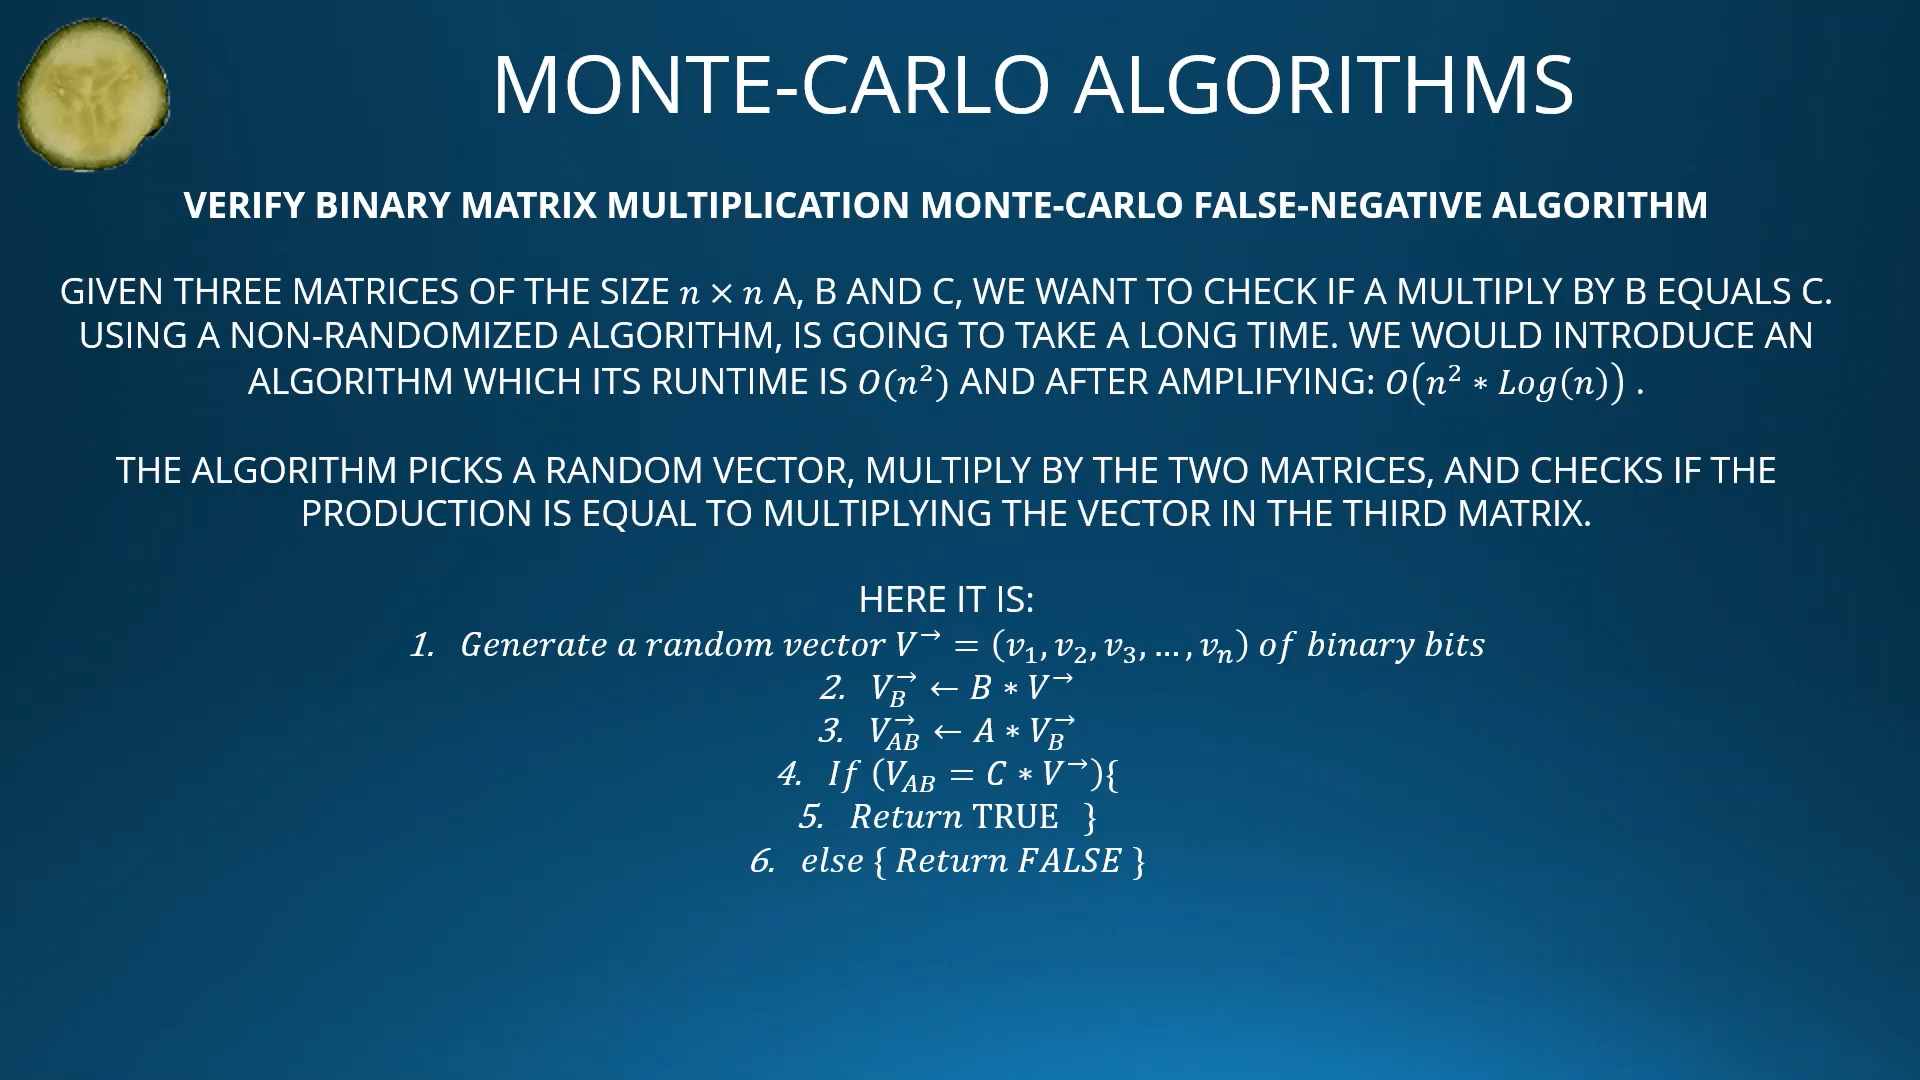 MONTE-CARLO ALGORITHMS
VERIFY BINARY MATRIX MULTIPLICATION MONTE-CARLO FALSE-NEGATIVE ALGORITHM
GIVEN THREE MATRICES OF THE SIZE n × n A, B AND C, WE WANT TO CHECK IF A MULTIPLY BY B EQUALS C.
USING A NON-RANDOMIZED ALGORITHM, IS GOING TO TAKE A LONG TIME. WE WOULD INTRODUCE AN
ALGORITHM WHICH ITS RUNTIME IS O(n²) AND AFTER AMPLIFYING: O(n² * Log(n)) .
THE ALGORITHM PICKS A RANDOM VECTOR, MULTIPLY BY THE TWO MATRICES, AND CHECKS IF THE
PRODUCTION IS EQUAL TO MULTIPLYING THE VECTOR IN THE THIRD MATRIX.
HERE IT IS:
1. Generate a random vector V^→ = (v₁, v₂, v₃, … , vₙ) of binary bits
2. V_B^→ ← B * V^→
3. V_AB^→ ← A * V_B^→
4. If (V_AB = C * V^→){
5. Return TRUE }
6. else { Return FALSE }